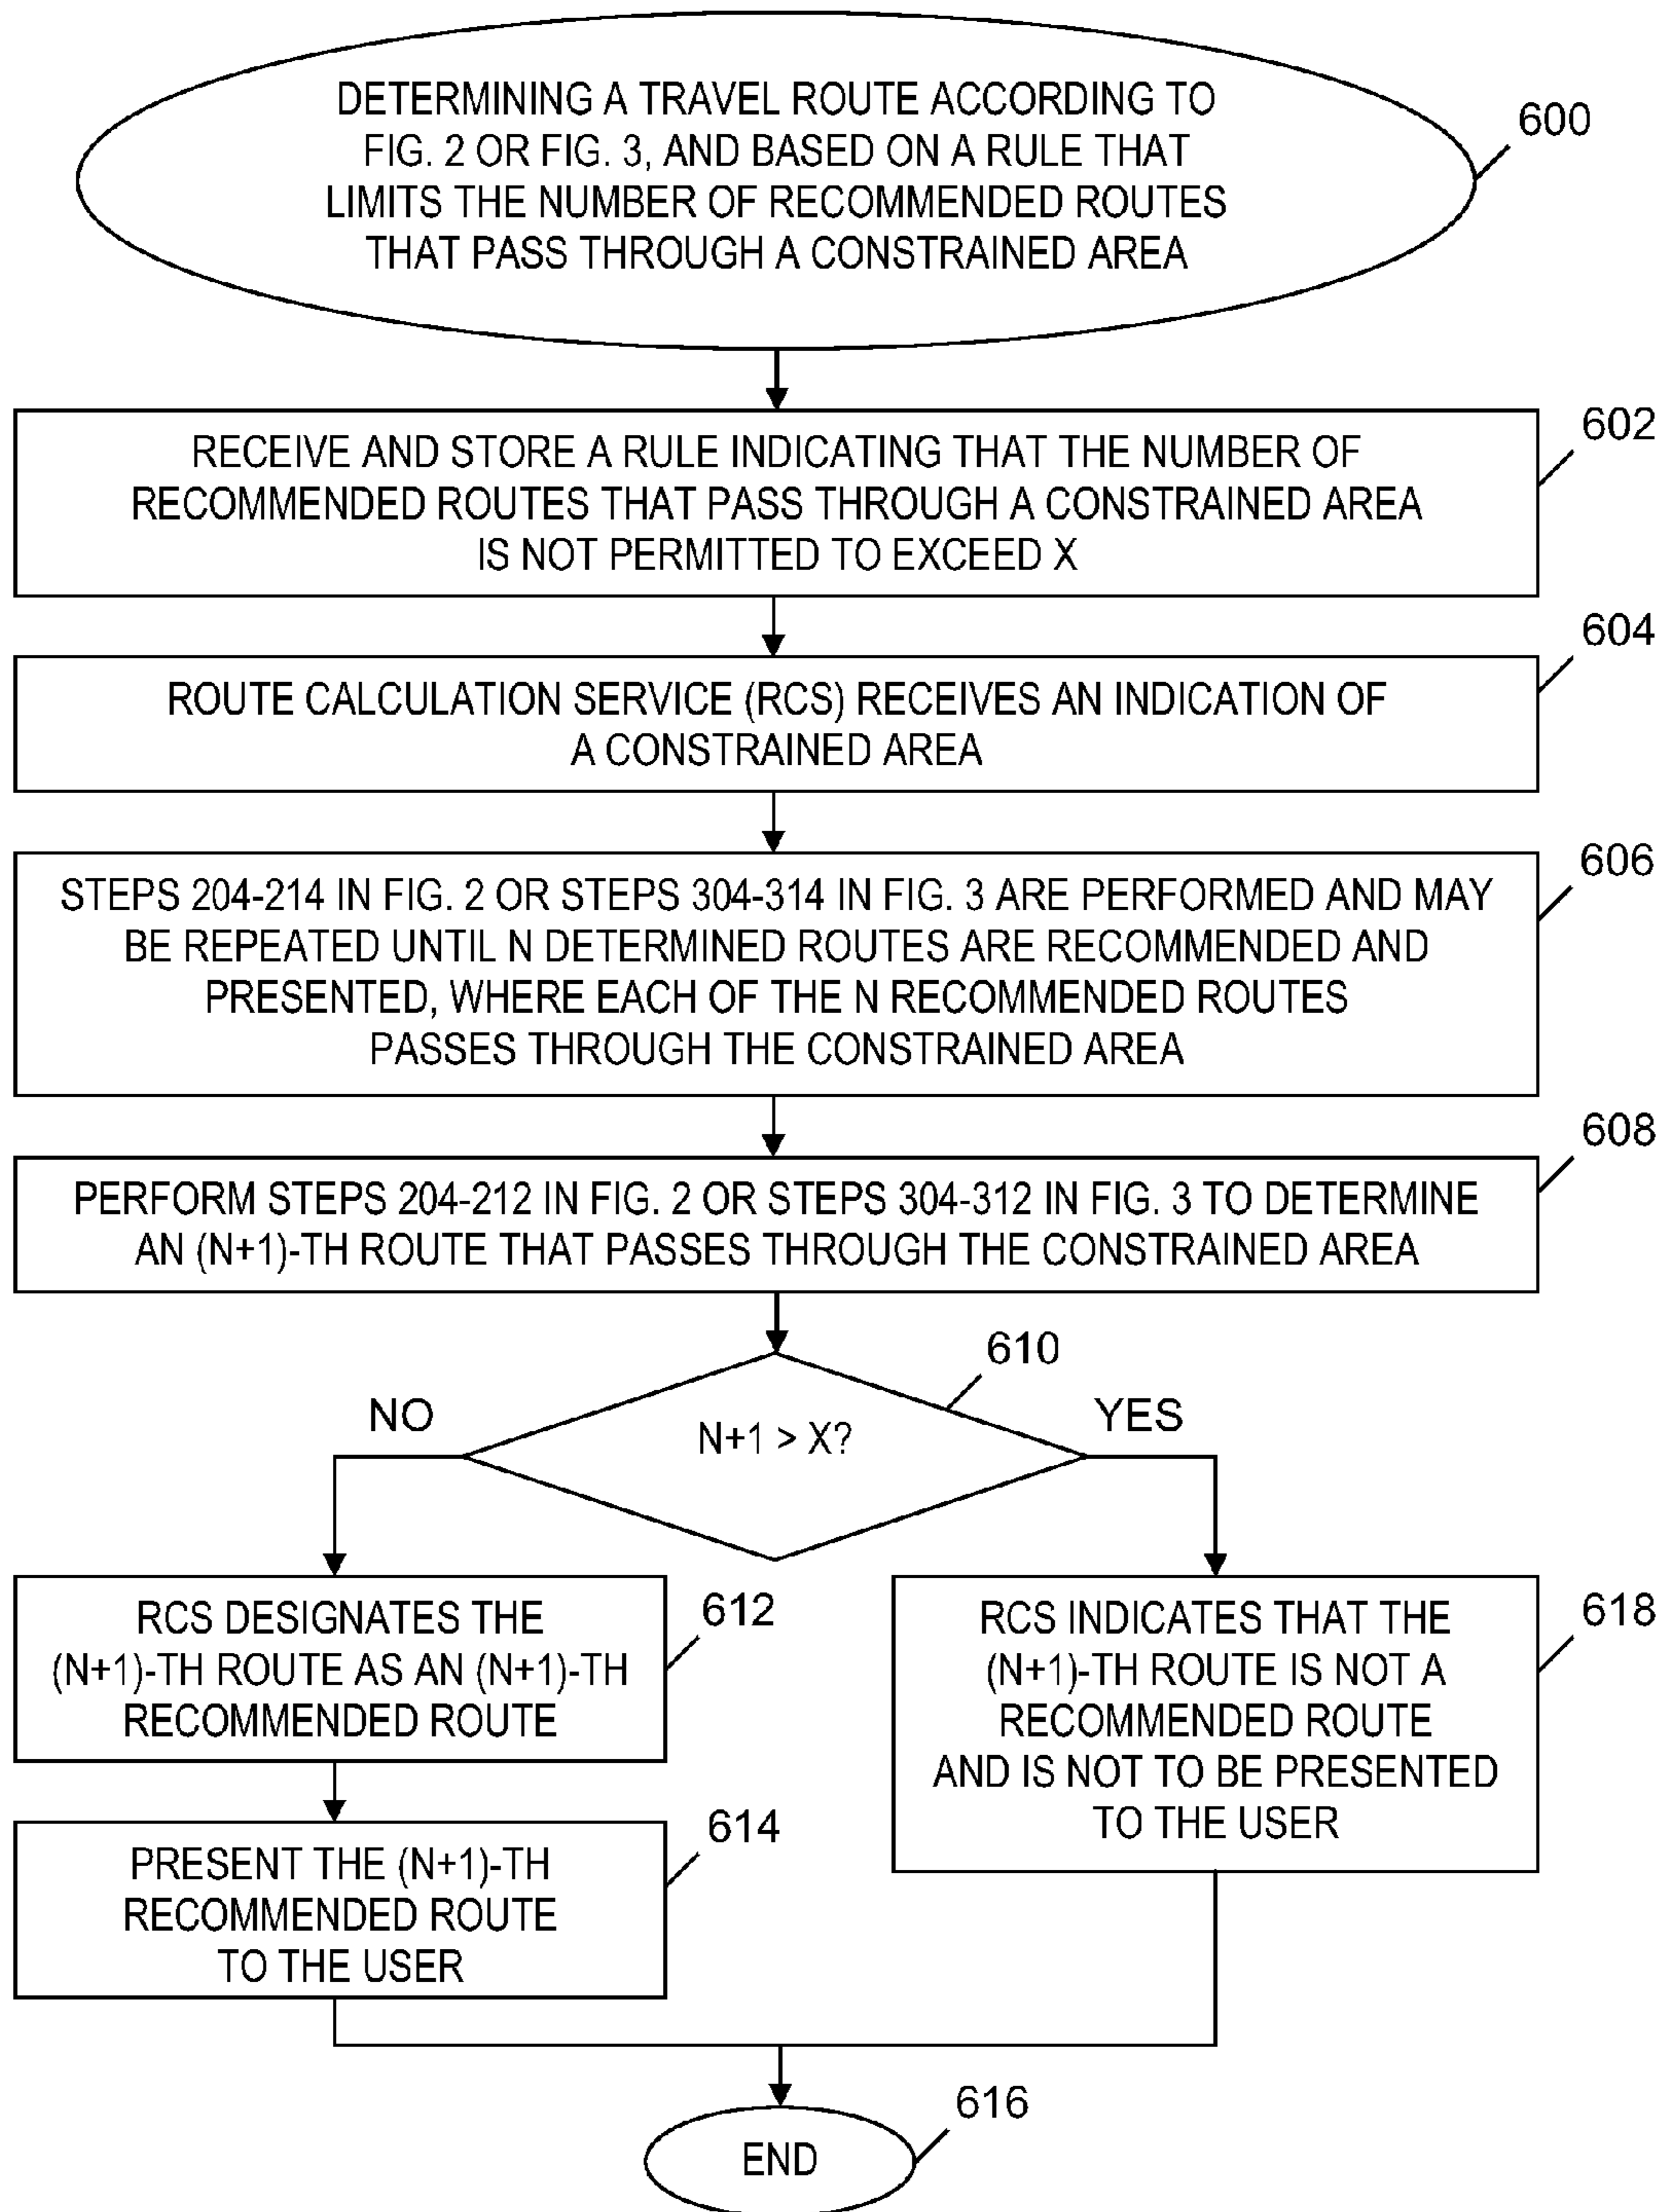 DETERMINING A TRAVEL ROUTE ACCORDING TO
FIG. 2 OR FIG. 3, AND BASED ON A RULE THAT
LIMITS THE NUMBER OF RECOMMENDED ROUTES
THAT PASS THROUGH A CONSTRAINED AREA
600
RECEIVE AND STORE A RULE INDICATING THAT THE NUMBER OF
RECOMMENDED ROUTES THAT PASS THROUGH A CONSTRAINED AREA
IS NOT PERMITTED TO EXCEED X
602
ROUTE CALCULATION SERVICE (RCS) RECEIVES AN INDICATION OF
A CONSTRAINED AREA
604
STEPS 204-214 IN FIG. 2 OR STEPS 304-314 IN FIG. 3 ARE PERFORMED AND MAY
BE REPEATED UNTIL N DETERMINED ROUTES ARE RECOMMENDED AND
PRESENTED, WHERE EACH OF THE N RECOMMENDED ROUTES
PASSES THROUGH THE CONSTRAINED AREA
606
PERFORM STEPS 204-212 IN FIG. 2 OR STEPS 304-312 IN FIG. 3 TO DETERMINE
AN (N+1)-TH ROUTE THAT PASSES THROUGH THE CONSTRAINED AREA
608
610
NO
N+1 > X?
YES
RCS DESIGNATES THE
(N+1)-TH ROUTE AS AN (N+1)-TH
RECOMMENDED ROUTE
612
RCS INDICATES THAT THE
(N+1)-TH ROUTE IS NOT A
RECOMMENDED ROUTE
AND IS NOT TO BE PRESENTED
TO THE USER
618
PRESENT THE (N+1)-TH
RECOMMENDED ROUTE
TO THE USER
614
END
616